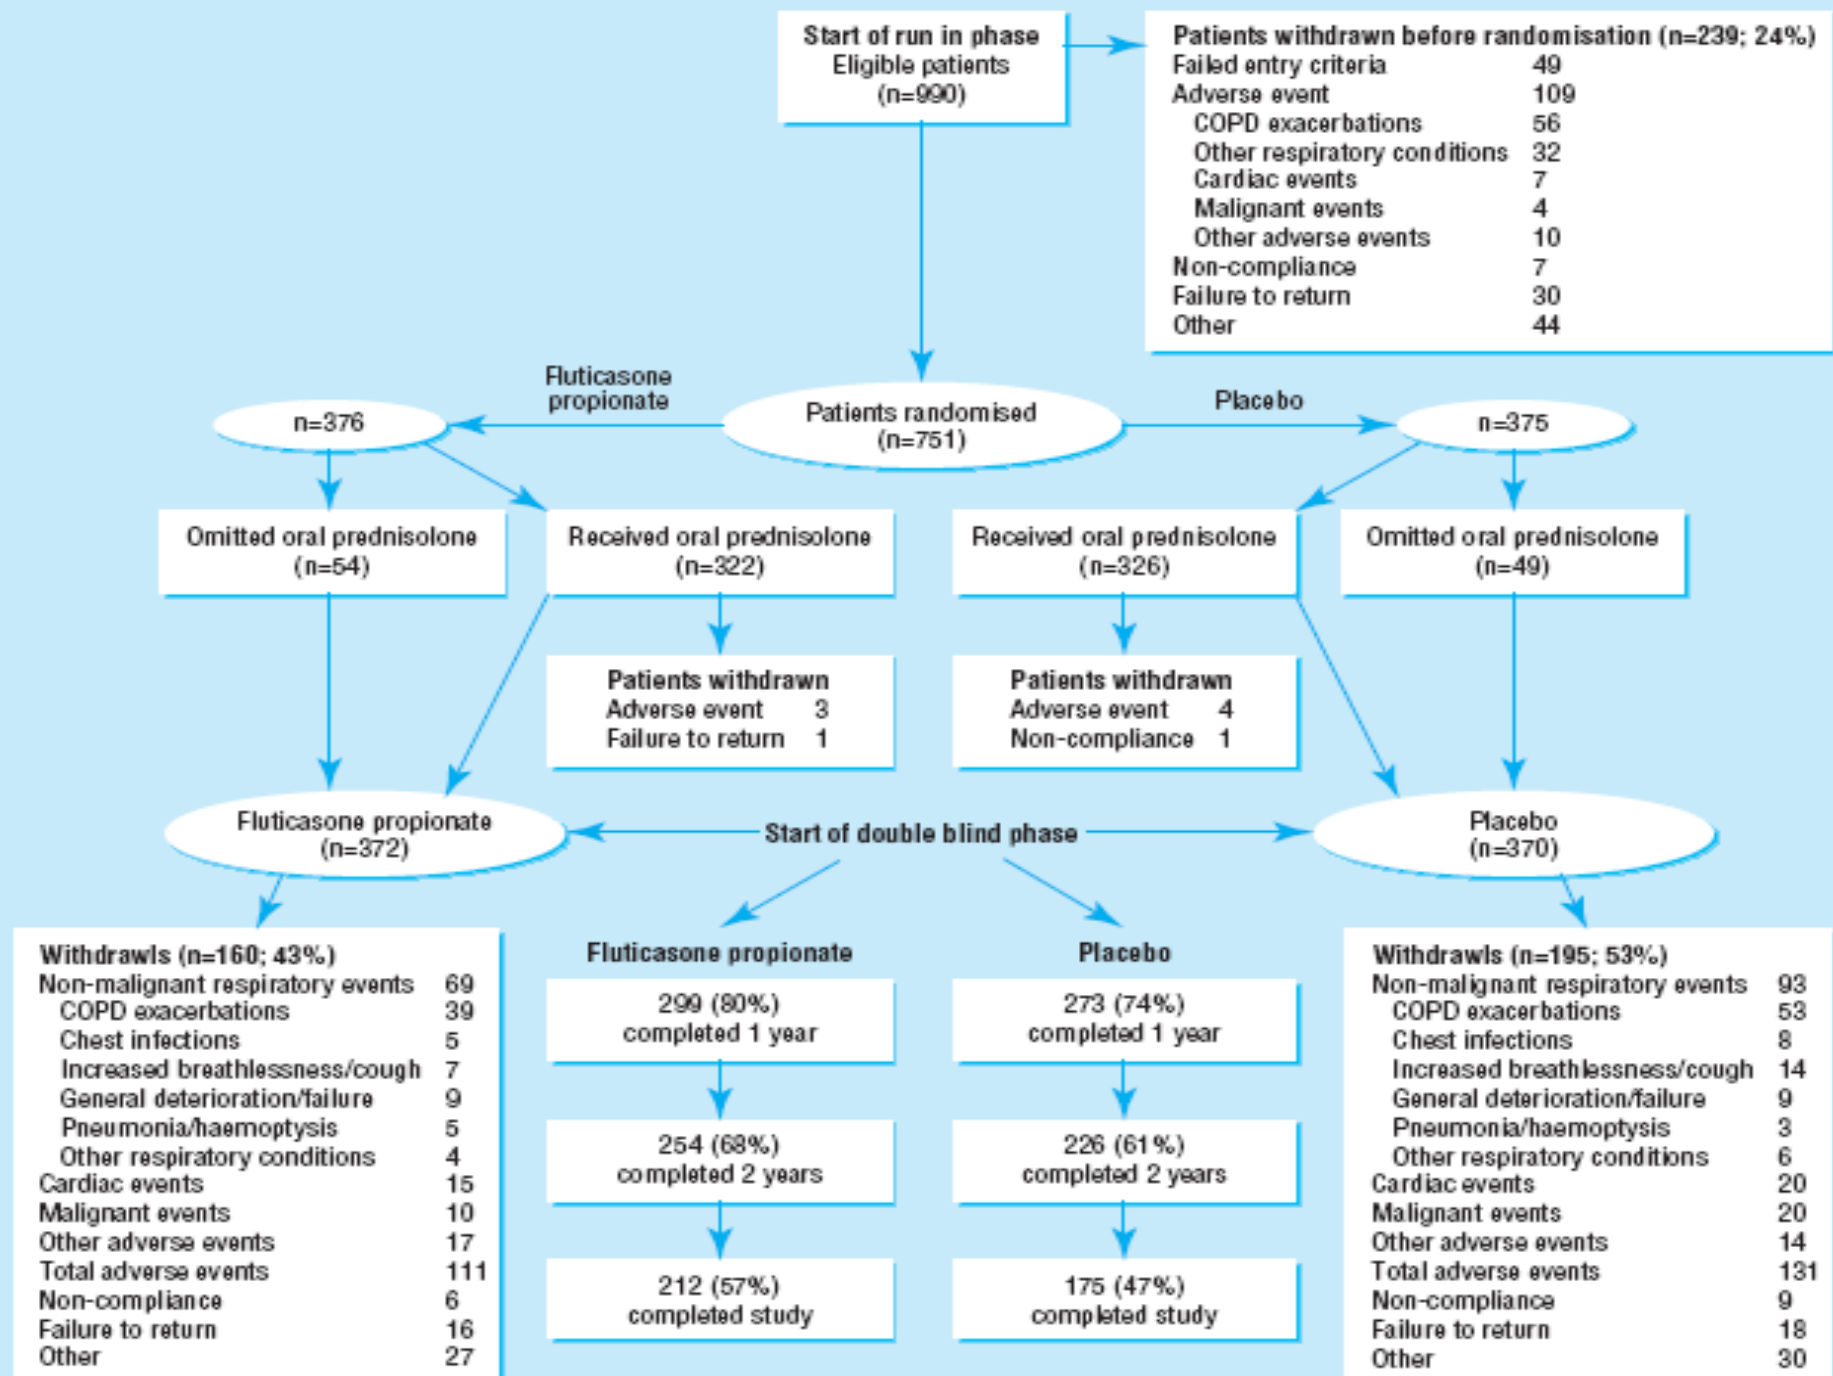 Start of run in phase
Eligible patients
(n=990)
Patients withdrawn before randomisation (n=239; 24%)
Failed entry criteria 49
Adverse event 109
COPD exacerbations 56
Other respiratory conditions 32
Cardiac events 7
Malignant events 4
Other adverse events 10
Non-compliance 7
Failure to return 30
Other 44
Fluticasone
propionate
Placebo
n=376
Patients randomised
(n=751)
n=375
Omitted oral prednisolone
(n=54)
Received oral prednisolone
(n=322)
Received oral prednisolone
(n=326)
Omitted oral prednisolone
(n=49)
Patients withdrawn
Adverse event 3
Failure to return 1
Patients withdrawn
Adverse event 4
Non-compliance 1
Fluticasone propionate
(n=372)
Start of double blind phase
Placebo
(n=370)
Withdrawls (n=160; 43%)
Non-malignant respiratory events 69
COPD exacerbations 39
Chest infections 5
Increased breathlessness/cough 7
General deterioration/failure 9
Pneumonia/haemoptysis 5
Other respiratory conditions 4
Cardiac events 15
Malignant events 10
Other adverse events 17
Total adverse events 111
Non-compliance 6
Failure to return 16
Other 27
Fluticasone propionate
299 (80%)
completed 1 year
254 (68%)
completed 2 years
212 (57%)
completed study
Placebo
273 (74%)
completed 1 year
226 (61%)
completed 2 years
175 (47%)
completed study
Withdrawls (n=195; 53%)
Non-malignant respiratory events 93
COPD exacerbations 53
Chest infections 8
Increased breathlessness/cough 14
General deterioration/failure 9
Pneumonia/haemoptysis 3
Other respiratory conditions 6
Cardiac events 20
Malignant events 20
Other adverse events 14
Total adverse events 131
Non-compliance 9
Failure to return 18
Other 30